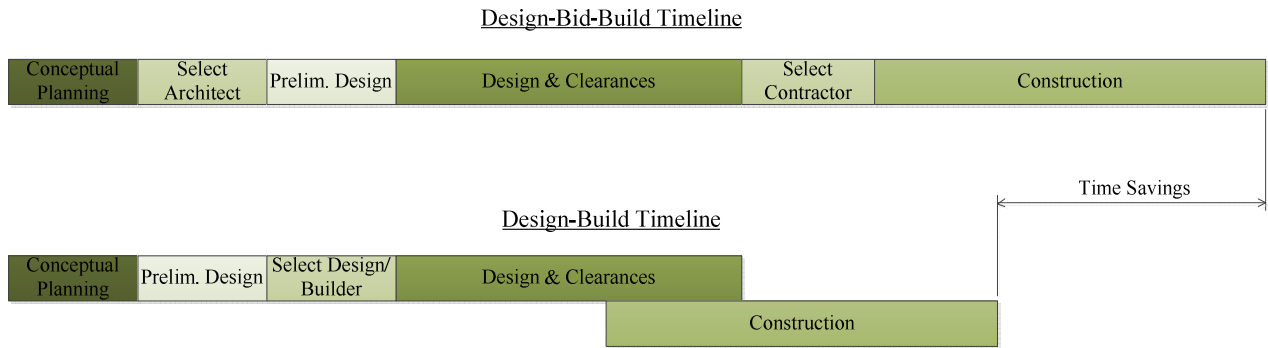 Design-Bid-Build Timeline
Conceptual
Planning
Select
Architect
Prelim. Design
Design & Clearances
Select
Contractor
Construction
Time Savings
Design-Build Timeline
Conceptual
Planning
Prelim. Design
Select Design/
Builder
Design & Clearances
Construction